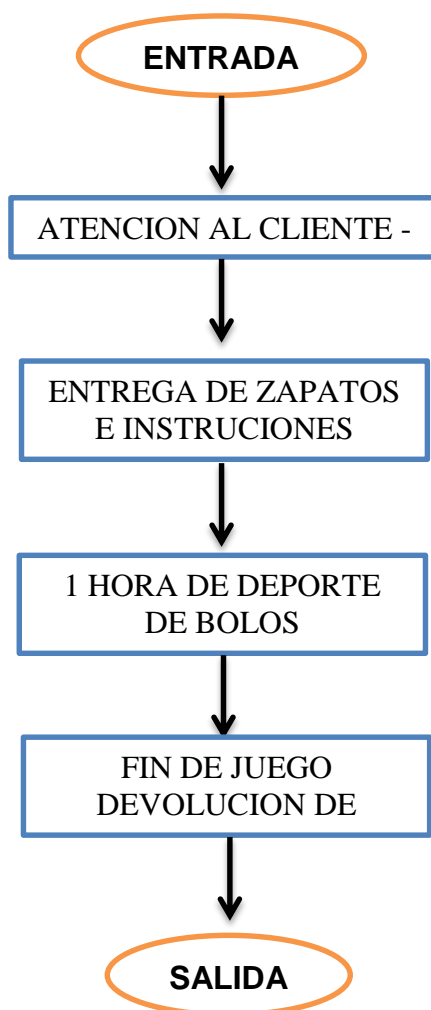 ENTRADA
ATENCION AL CLIENTE -
ENTREGA DE ZAPATOS
E INSTRUCIONES
1 HORA DE DEPORTE
DE BOLOS
FIN DE JUEGO
DEVOLUCION DE
SALIDA